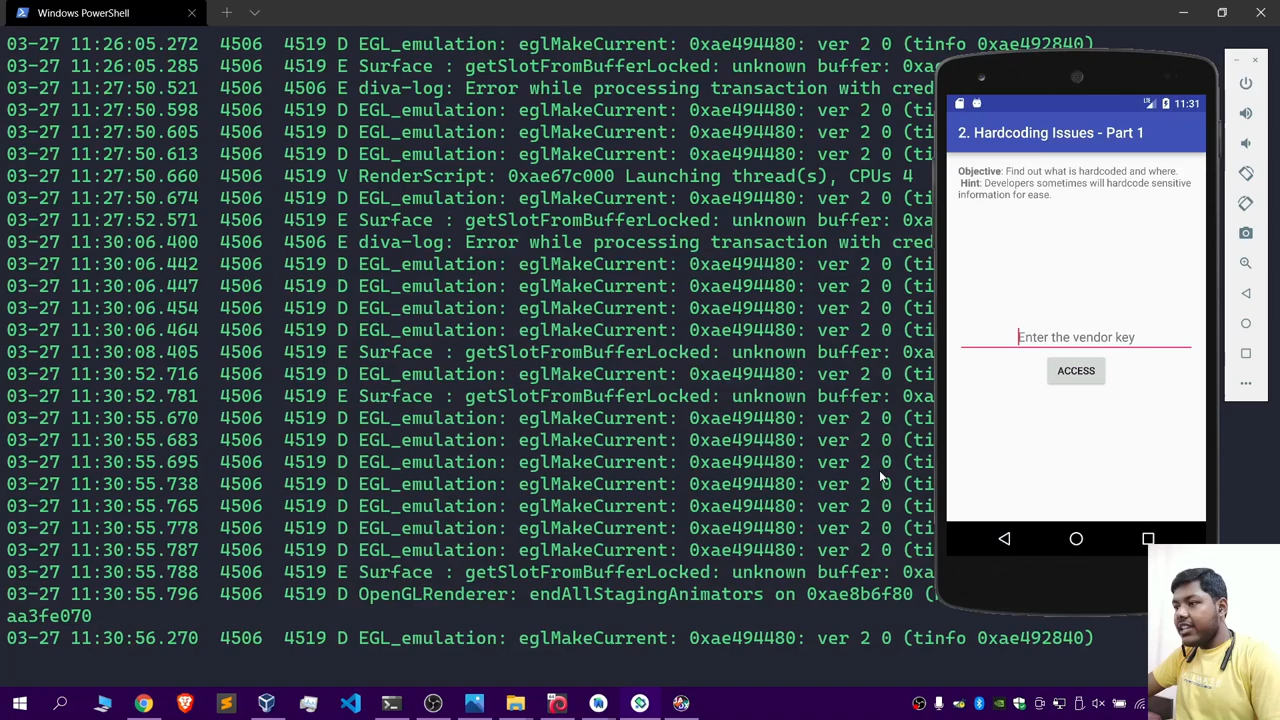 Windows PowerShell
03-27 11:26:05.272 4506 4519 D EGL_emulation: eglMakeCurrent: 0xae494480: ver 2 0 (tinfo 0xae492840)
03-27 11:26:05.285 4506 4519 E Surface : getSlotFromBufferLocked: unknown buffer: 0xae
03-27 11:27:50.521 4506 4506 E diva-log: Error while processing transaction with cred
03-27 11:27:50.598 4506 4519 D EGL_emulation: eglMakeCurrent: 0xae494480: ver 2 0 (ti
03-27 11:27:50.605 4506 4519 D EGL_emulation: eglMakeCurrent: 0xae494480: ver 2 0 (ti
03-27 11:27:50.613 4506 4519 D EGL_emulation: eglMakeCurrent: 0xae494480: ver 2 0 (ti
03-27 11:27:50.660 4506 4519 V RenderScript: 0xae67c000 Launching thread(s), CPUs 4
03-27 11:27:50.674 4506 4519 D EGL_emulation: eglMakeCurrent: 0xae494480: ver 2 0 (ti
03-27 11:27:52.571 4506 4519 E Surface : getSlotFromBufferLocked: unknown buffer: 0xa
03-27 11:30:06.400 4506 4506 E diva-log: Error while processing transaction with cred
03-27 11:30:06.442 4506 4519 D EGL_emulation: eglMakeCurrent: 0xae494480: ver 2 0 (ti
03-27 11:30:06.447 4506 4519 D EGL_emulation: eglMakeCurrent: 0xae494480: ver 2 0 (ti
03-27 11:30:06.454 4506 4519 D EGL_emulation: eglMakeCurrent: 0xae494480: ver 2 0 (ti
03-27 11:30:06.464 4506 4519 D EGL_emulation: eglMakeCurrent: 0xae494480: ver 2 0 (ti
03-27 11:30:08.405 4506 4519 E Surface : getSlotFromBufferLocked: unknown buffer: 0xa
03-27 11:30:52.716 4506 4519 D EGL_emulation: eglMakeCurrent: 0xae494480: ver 2 0 (ti
03-27 11:30:52.781 4506 4519 E Surface : getSlotFromBufferLocked: unknown buffer: 0xa
03-27 11:30:55.670 4506 4519 D EGL_emulation: eglMakeCurrent: 0xae494480: ver 2 0 (ti
03-27 11:30:55.683 4506 4519 D EGL_emulation: eglMakeCurrent: 0xae494480: ver 2 0 (ti
03-27 11:30:55.695 4506 4519 D EGL_emulation: eglMakeCurrent: 0xae494480: ver 2 0 (ti
03-27 11:30:55.738 4506 4519 D EGL_emulation: eglMakeCurrent: 0xae494480: ver 2 0 (ti
03-27 11:30:55.765 4506 4519 D EGL_emulation: eglMakeCurrent: 0xae494480: ver 2 0 (ti
03-27 11:30:55.778 4506 4519 D EGL_emulation: eglMakeCurrent: 0xae494480: ver 2 0 (ti
03-27 11:30:55.787 4506 4519 D EGL_emulation: eglMakeCurrent: 0xae494480: ver 2 0 (ti
03-27 11:30:55.788 4506 4519 E Surface : getSlotFromBufferLocked: unknown buffer: 0xa
03-27 11:30:55.796 4506 4519 D OpenGLRenderer: endAllStagingAnimators on 0xae8b6f80 (
aa3fe070
03-27 11:30:56.270 4506 4519 D EGL_emulation: eglMakeCurrent: 0xae494480: ver 2 0 (tinfo 0xae492840)
11:31
2. Hardcoding Issues - Part 1
Objective: Find out what is hardcoded and where.
Hint: Developers sometimes will hardcode sensitive
information for ease.
Enter the vendor key
ACCESS